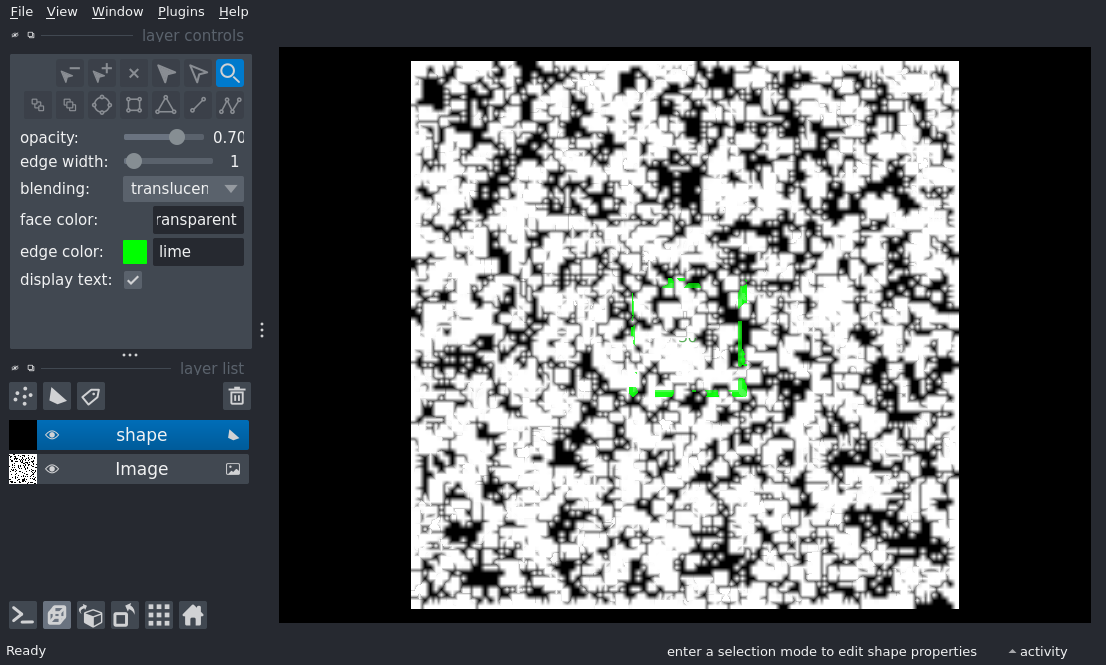 File View Window Plugins Help
layer controls
opacity: 0.70
edge width: 1
blending: translucen
face color: ransparent
edge color: lime
display text:
layer list
shape
Image
Ready
enter a selection mode to edit shape properties
activity